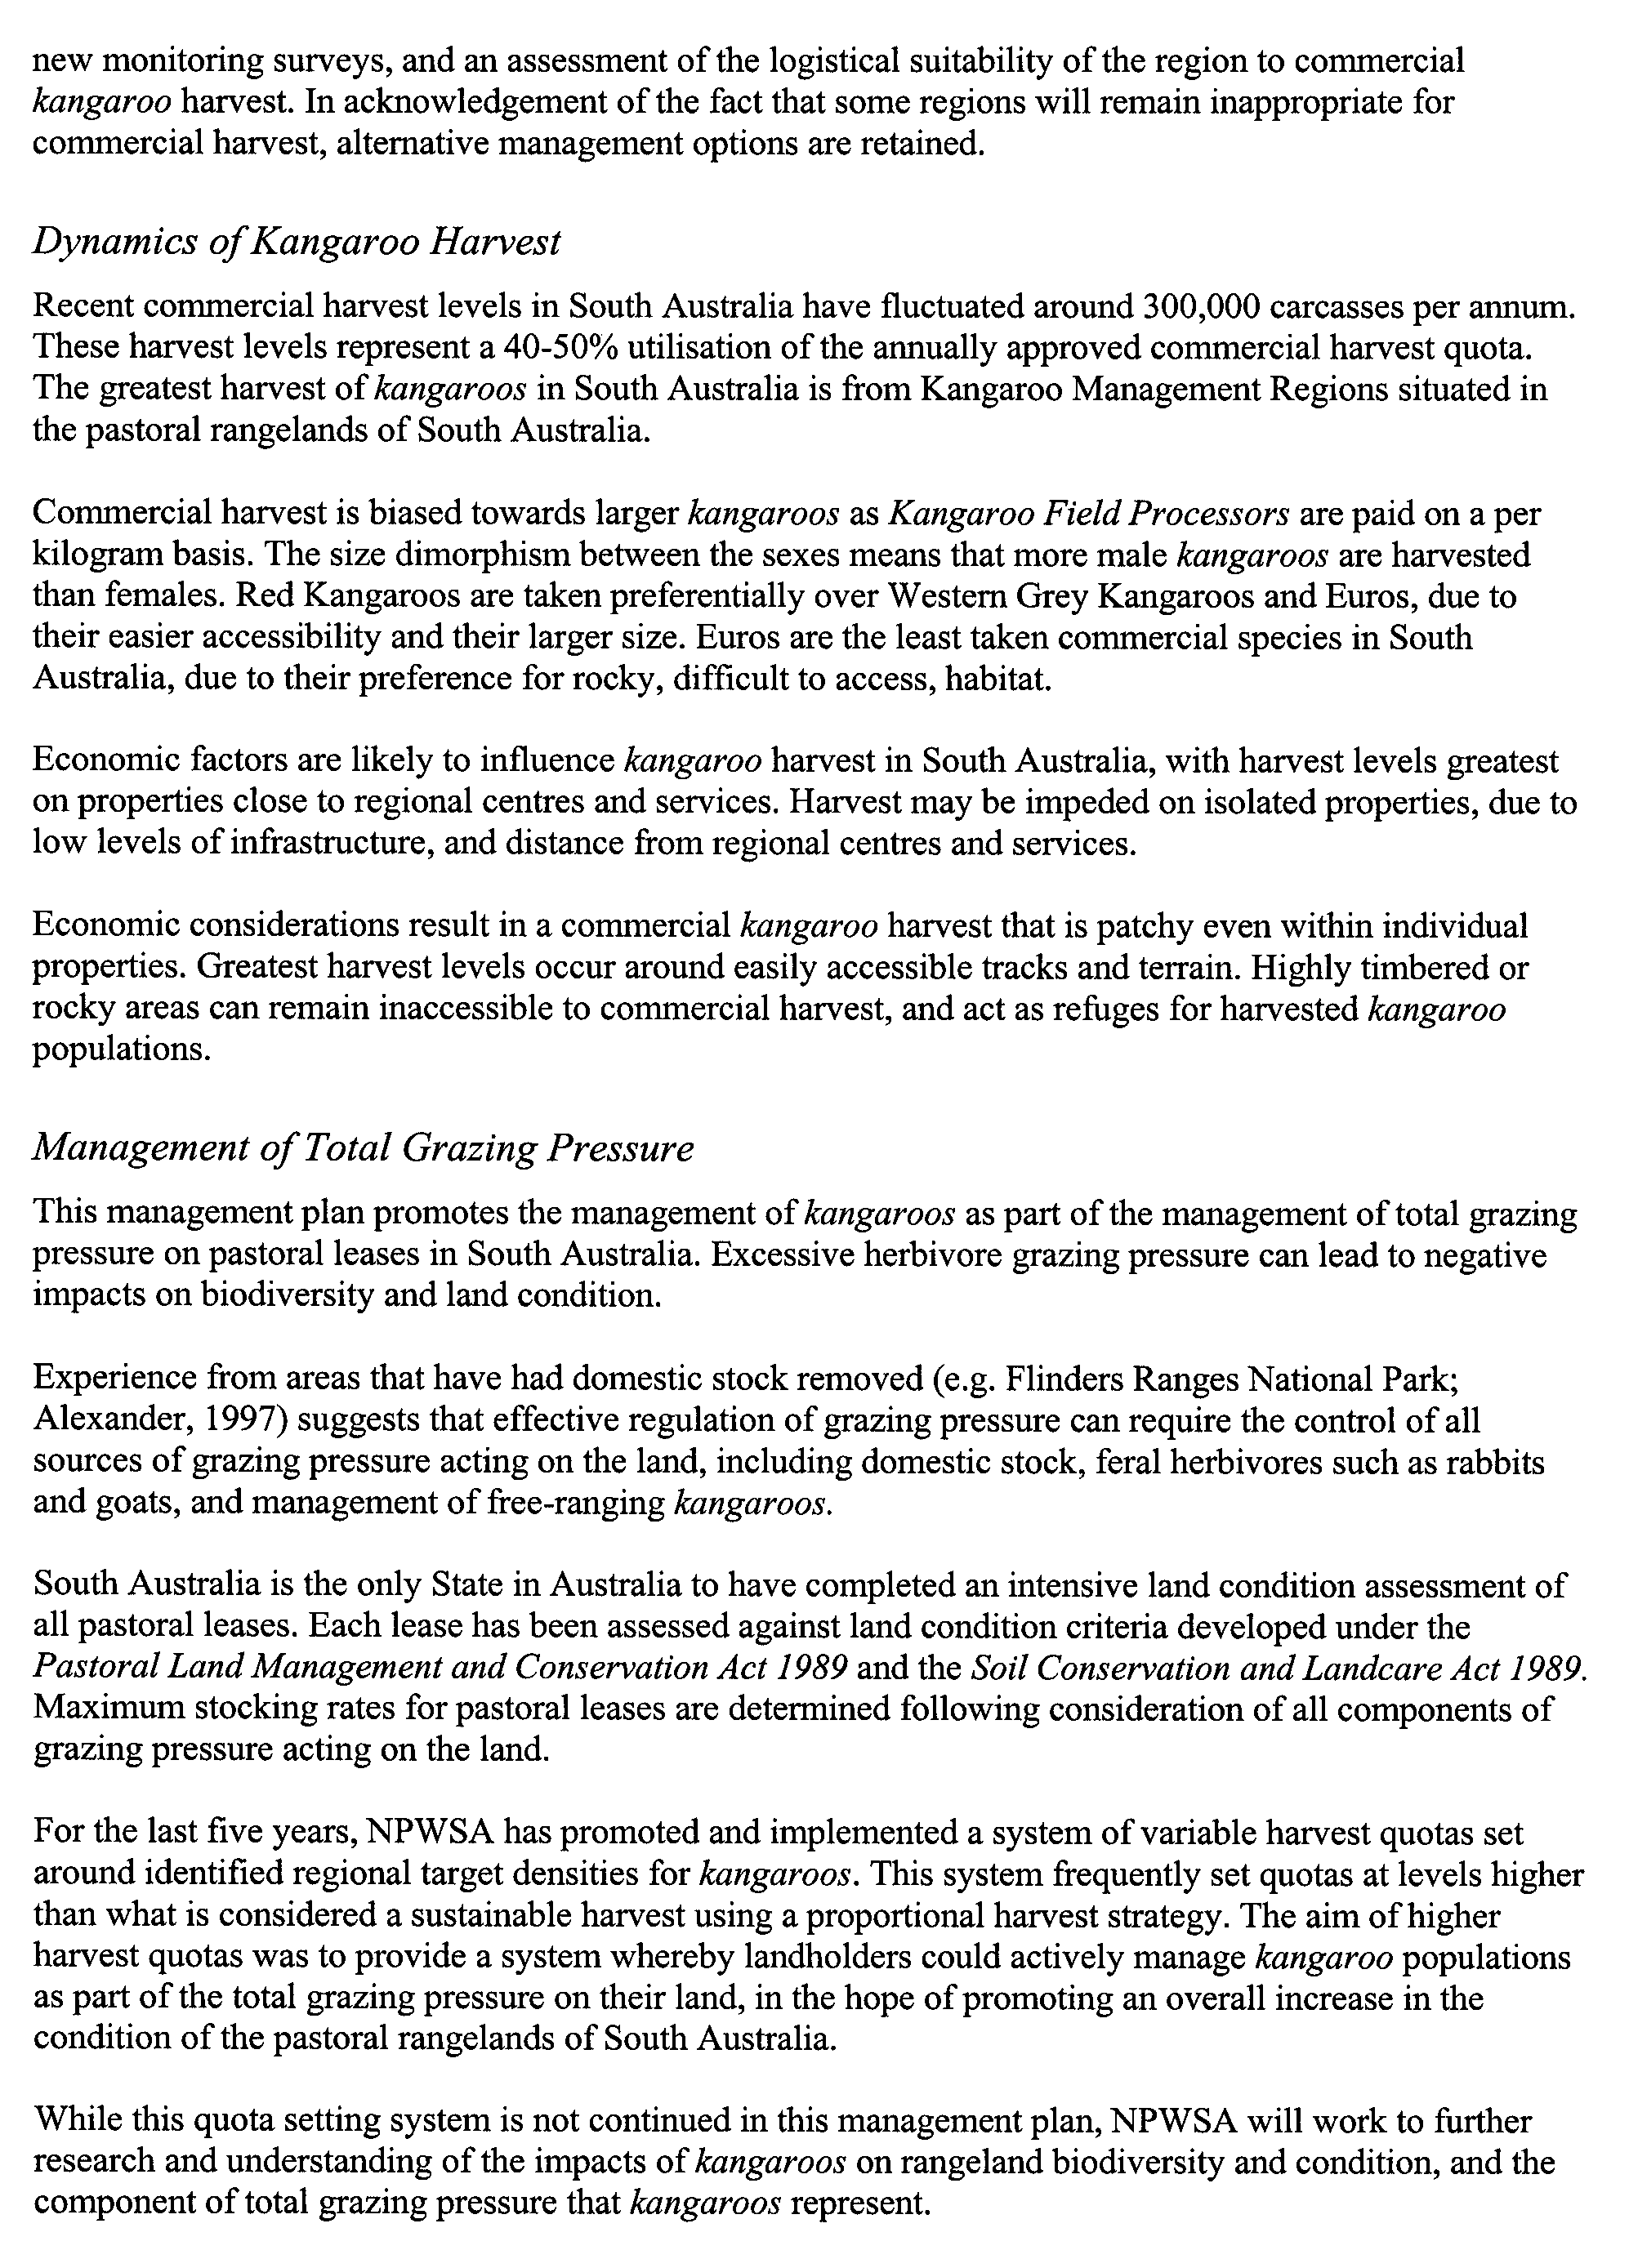 new monitoring surveys, and an assessment of the logistical suitability of the region to commercial
kangaroo harvest. In acknowledgement of the fact that some regions will remain inappropriate for
commercial harvest, alternative management options are retained.
Dynamics of Kangaroo Harvest
Recent commercial harvest levels in South Australia have fluctuated around 300,000 carcasses per annum.
These harvest levels represent a 40-50% utilisation of the annually approved commercial harvest quota.
The greatest harvest of kangaroos in South Australia is from Kangaroo Management Regions situated in
the pastoral rangelands of South Australia.
Commercial harvest is biased towards larger kangaroos as Kangaroo Field Processors are paid on a per
kilogram basis. The size dimorphism between the sexes means that more male kangaroos are harvested
than females. Red Kangaroos are taken preferentially over Western Grey Kangaroos and Euros, due to
their easier accessibility and their larger size. Euros are the least taken commercial species in South
Australia, due to their preference for rocky, difficult to access, habitat.
Economic factors are likely to influence kangaroo harvest in South Australia, with harvest levels greatest
on properties close to regional centres and services. Harvest may be impeded on isolated properties, due to
low levels of infrastructure, and distance from regional centres and services.
Economic considerations result in a commercial kangaroo harvest that is patchy even within individual
properties. Greatest harvest levels occur around easily accessible tracks and terrain. Highly timbered or
rocky areas can remain inaccessible to commercial harvest, and act as refuges for harvested kangaroo
populations.
Management of Total Grazing Pressure
This management plan promotes the management of kangaroos as part of the management of total grazing
pressure on pastoral leases in South Australia. Excessive herbivore grazing pressure can lead to negative
impacts on biodiversity and land condition.
Experience from areas that have had domestic stock removed (e.g. Flinders Ranges National Park;
Alexander, 1997) suggests that effective regulation of grazing pressure can require the control of all
sources of grazing pressure acting on the land, including domestic stock, feral herbivores such as rabbits
and goats, and management of free-ranging kangaroos.
South Australia is the only State in Australia to have completed an intensive land condition assessment of
all pastoral leases. Each lease has been assessed against land condition criteria developed under the
Pastoral Land Management and Conservation Act 1989 and the Soil Conservation and Landcare Act 1989.
Maximum stocking rates for pastoral leases are determined following consideration of all components of
grazing pressure acting on the land.
For the last five years, NPWSA has promoted and implemented a system of variable harvest quotas set
around identified regional target densities for kangaroos. This system frequently set quotas at levels higher
than what is considered a sustainable harvest using a proportional harvest strategy. The aim of higher
harvest quotas was to provide a system whereby landholders could actively manage kangaroo populations
as part of the total grazing pressure on their land, in the hope of promoting an overall increase in the
condition of the pastoral rangelands of South Australia.
While this quota setting system is not continued in this management plan, NPWSA will work to further
research and understanding of the impacts of kangaroos on rangeland biodiversity and condition, and the
component of total grazing pressure that kangaroos represent.